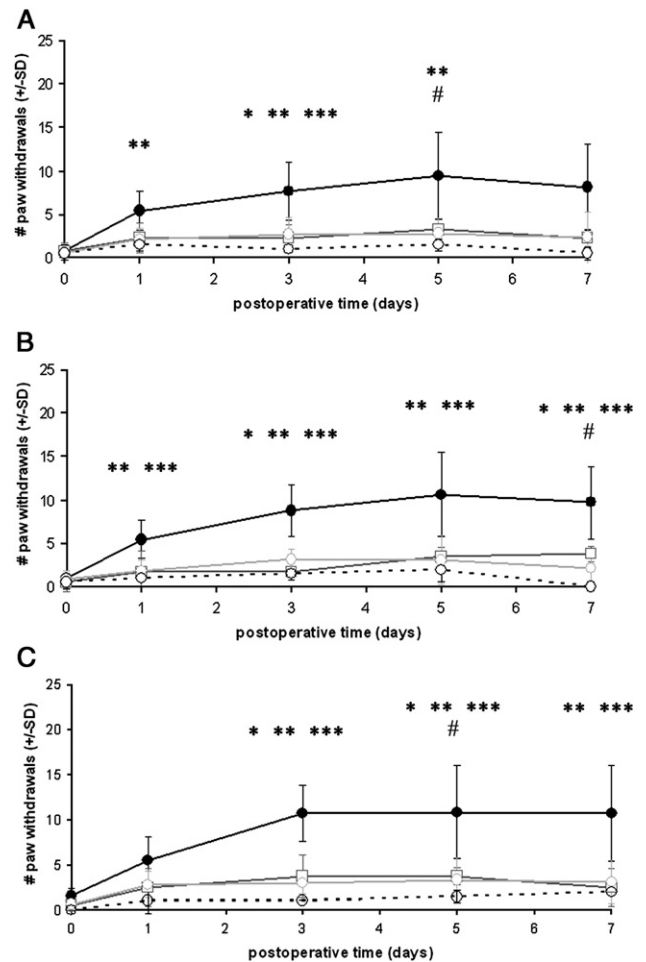 A
25
** 
20
#
* ** ***
15
**
10
5
0
# paw withdrawals (+/-SD)
0 1 2 3 4 5 6 7
postoperative time (days)
B
25
20
** ***
* ** ***
* ** ***
#
15
** ***
10
5
0
# paw withdrawals (+/-SD)
0 1 2 3 4 5 6 7
postoperative time (days)
C
25
* ** ***
** ***
20
* ** ***
#
15
10
5
0
# paw withdrawals (+/-SD)
0 1 2 3 4 5 6 7
postoperative time (days)